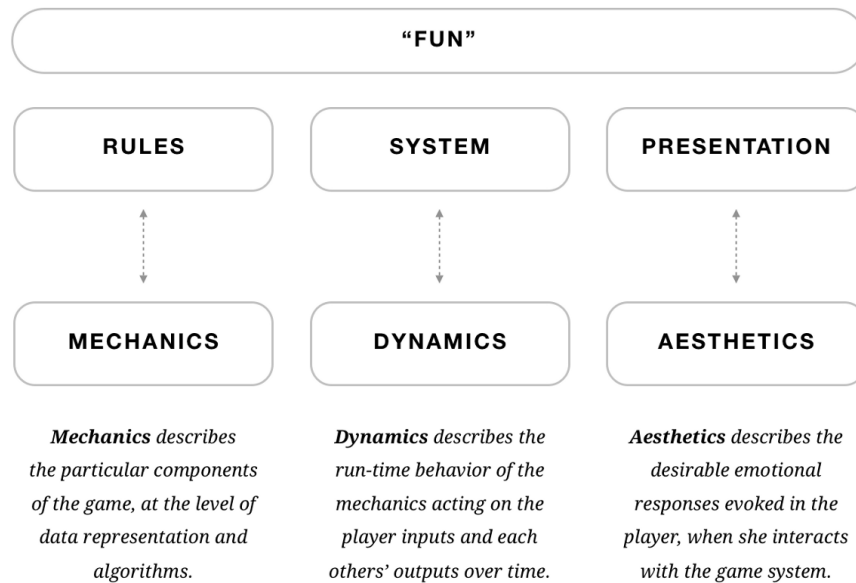 “FUN”
RULES
SYSTEM
PRESENTATION
MECHANICS
DYNAMICS
AESTHETICS
Mechanics describes
the particular components
of the game, at the level of
data representation and
algorithms.
Dynamics describes the
run-time behavior of the
mechanics acting on the
player inputs and each
others’ outputs over time.
Aesthetics describes the
desirable emotional
responses evoked in the
player, when she interacts
with the game system.